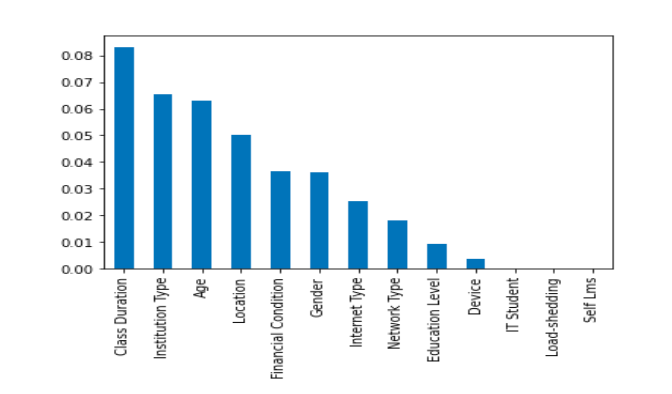 0.08
0.07
0.06
0.05
0.04
0.03
0.02
0.01
0.00
Class Duration
Institution Type
Age
Location
Financial Condition
Gender
Internet Type
Network Type
Education Level
Device
IT Student
Load-shedding
Self Lms